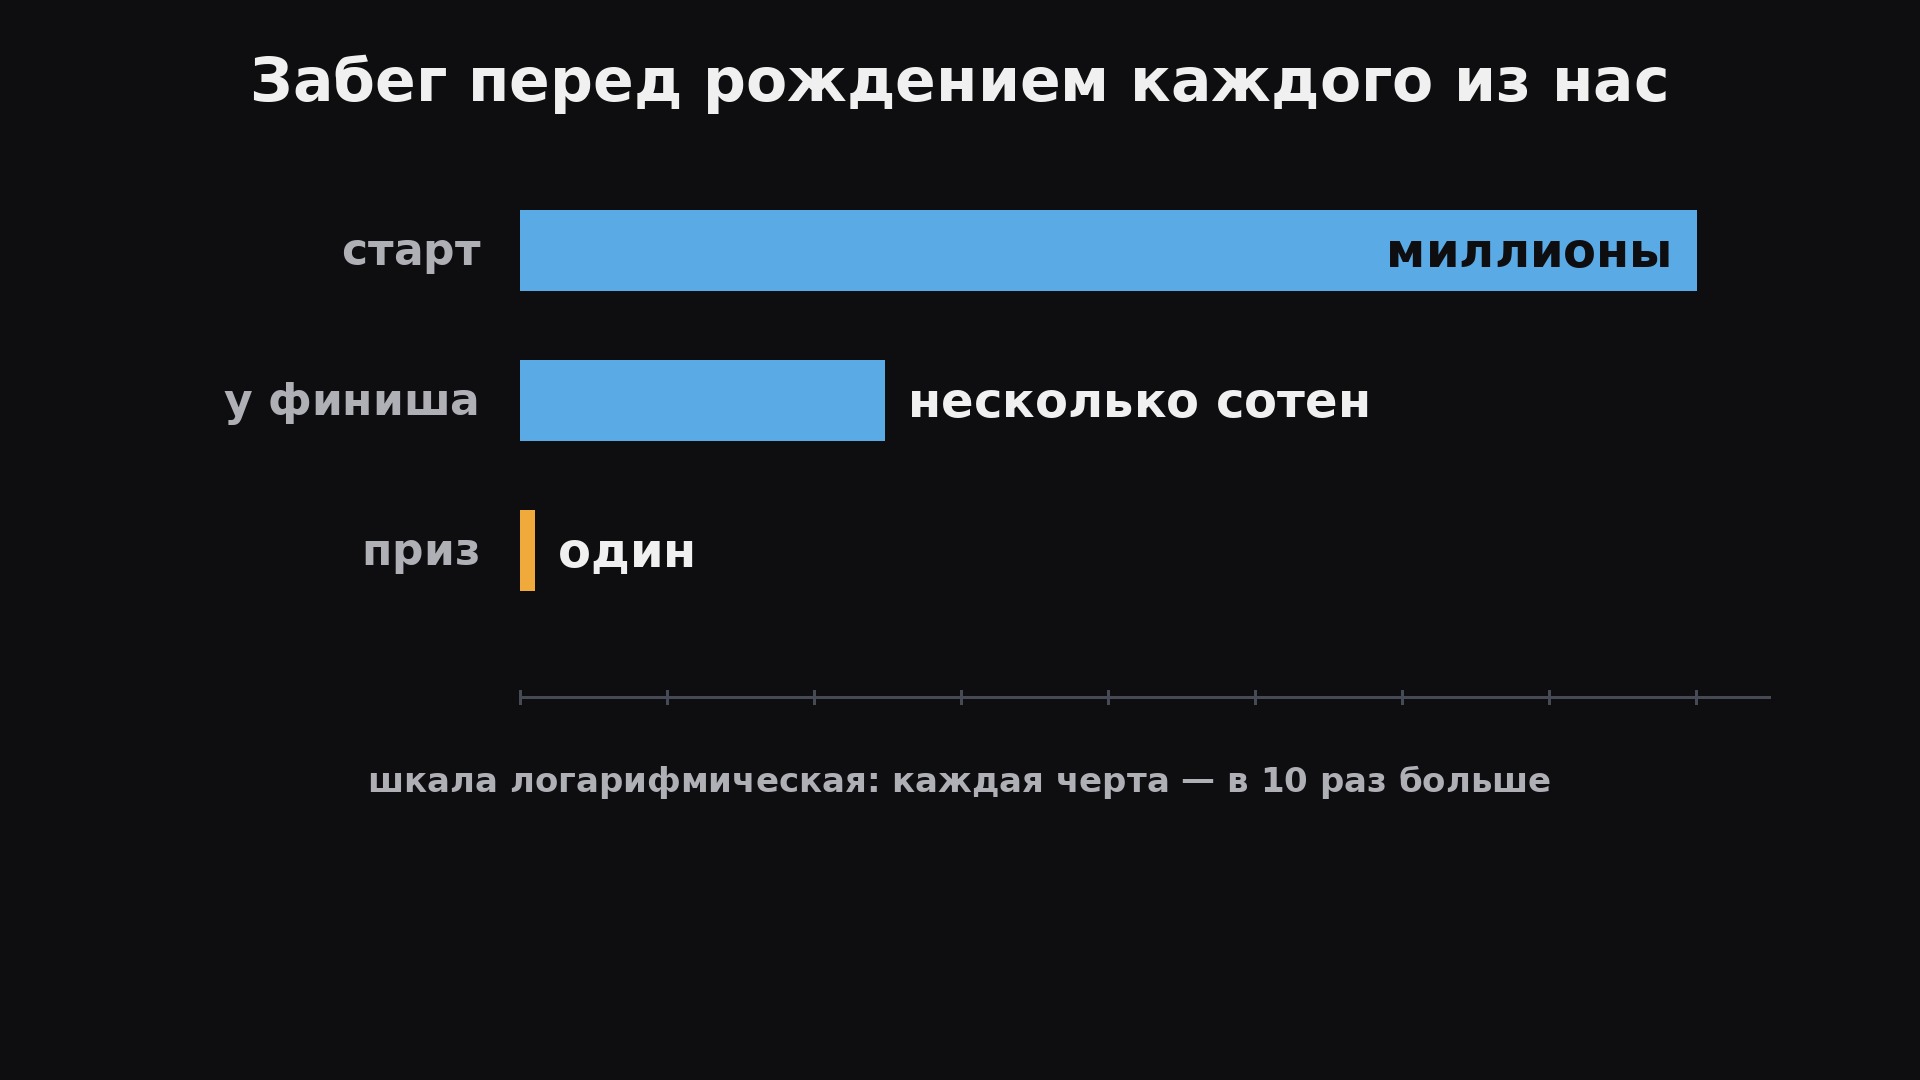 Забег перед рождением каждого из нас
старт миллионы
у финиша несколько сотен
приз один
шкала логарифмическая: каждая черта — в 10 раз больше